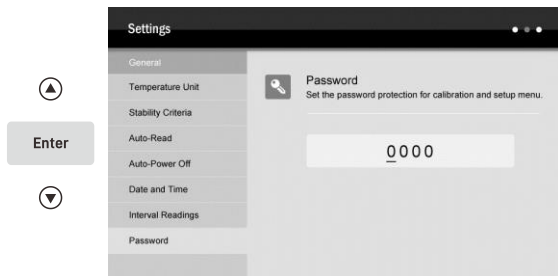 Settings
General
Temperature Unit
Stability Criteria
Auto-Read
Auto-Power Off
Date and Time
Interval Readings
Password
Password
Set the password protection for calibration and setup menu.
0000
Enter